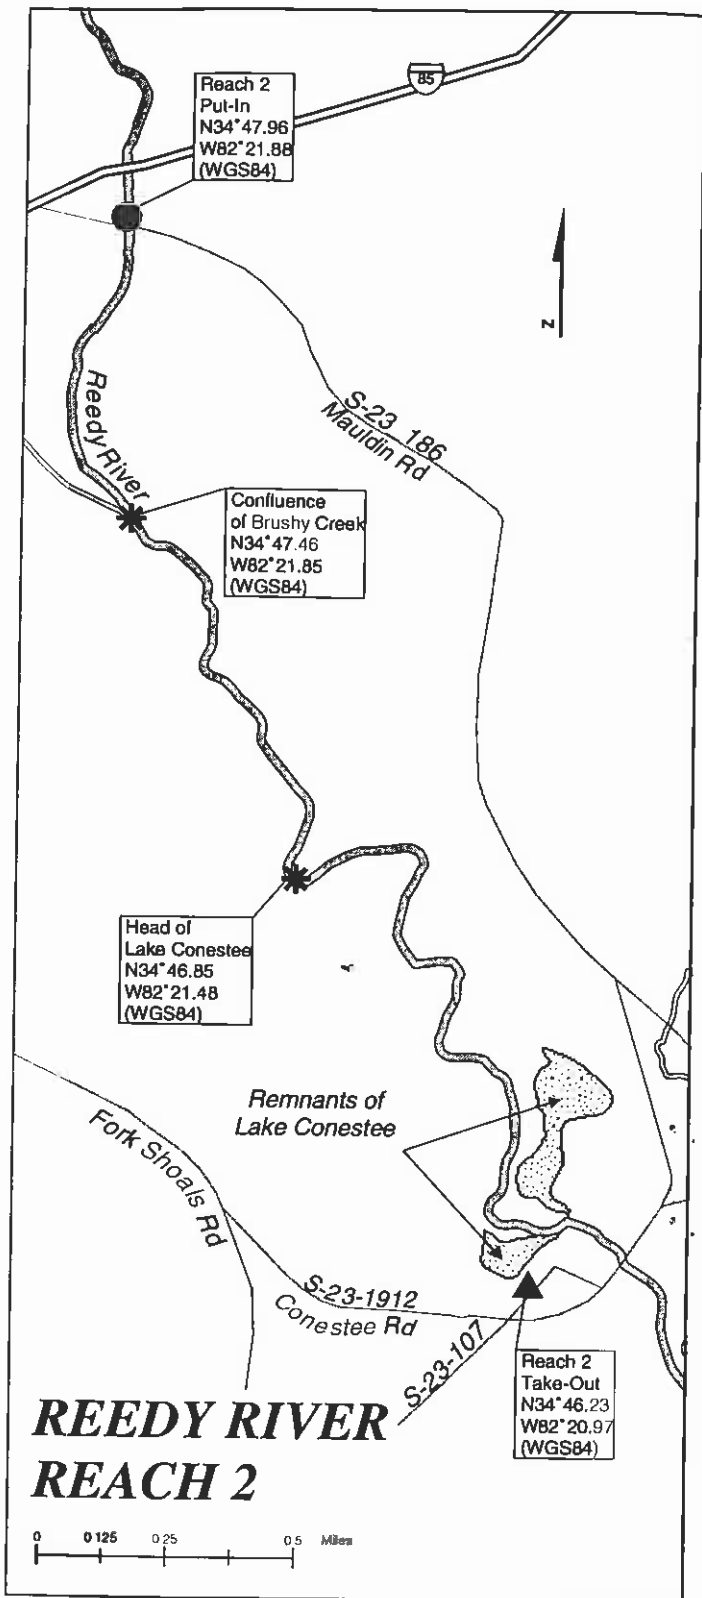 85
Reach 2
Put-In
N34°47.96
W82°21.88
(WGS84)
N
S-23 186
Mauldin Rd
Reedy River
Confluence
of Brushy Creek
N34°47.46
W82°21.85
(WGS84)
Head of
Lake Conestee
N34°46.85
W82°21.48
(WGS84)
Remnants of
Lake Conestee
Fork Shoals Rd
S-23-1912
Conestee Rd
S-23-107
Reach 2
Take-Out
N34°46.23
W82°20.97
(WGS84)
REEDY RIVER
REACH 2
0 0 125 0 25 0 5 Miles